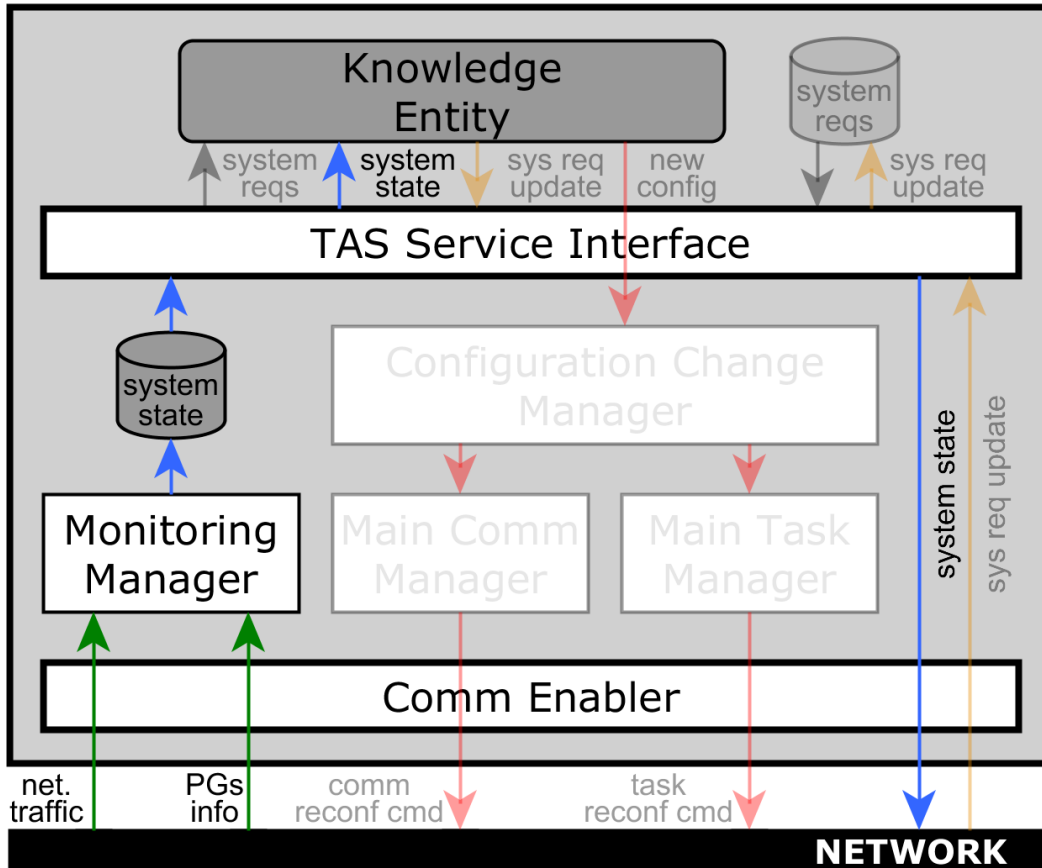 Knowledge
Entity
system
reqs
system
reqs
system
state
sys req
update
new
config
sys req
update
TAS Service Interface
system
state
Configuration Change
Manager
Monitoring
Manager
Main Comm
Manager
Main Task
Manager
system state
sys req update
Comm Enabler
net.
traffic
PGs
info
comm
reconf cmd
task
reconf cmd
NETWORK